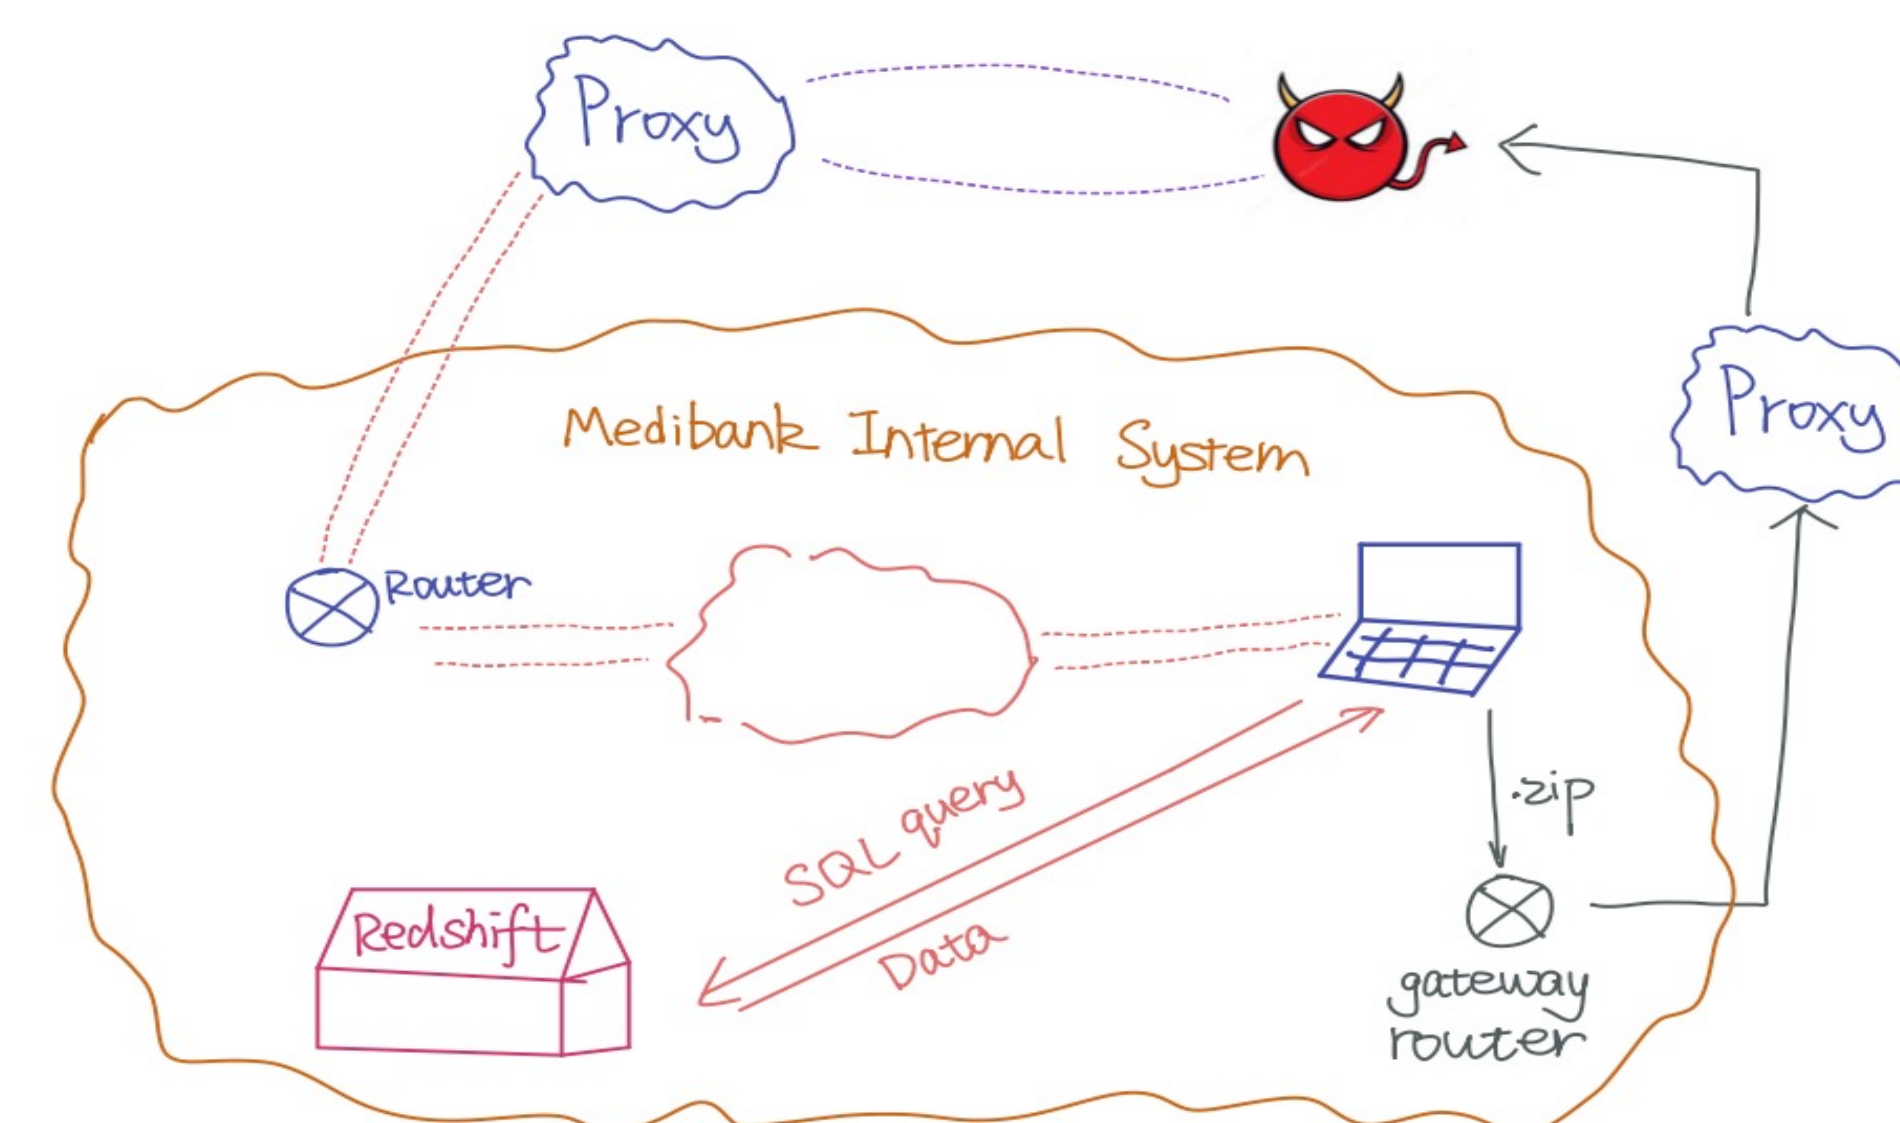 Proxy
Medibank Internal System
Proxy
Router
.zip
SQL query
Data
Redshift
gateway
router